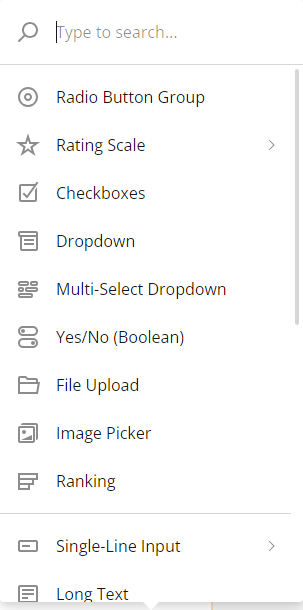 Type to search...
Radio Button Group
Rating Scale
Checkboxes
Dropdown
Multi-Select Dropdown
Yes/No (Boolean)
File Upload
Image Picker
Ranking
Single-Line Input
Long Text